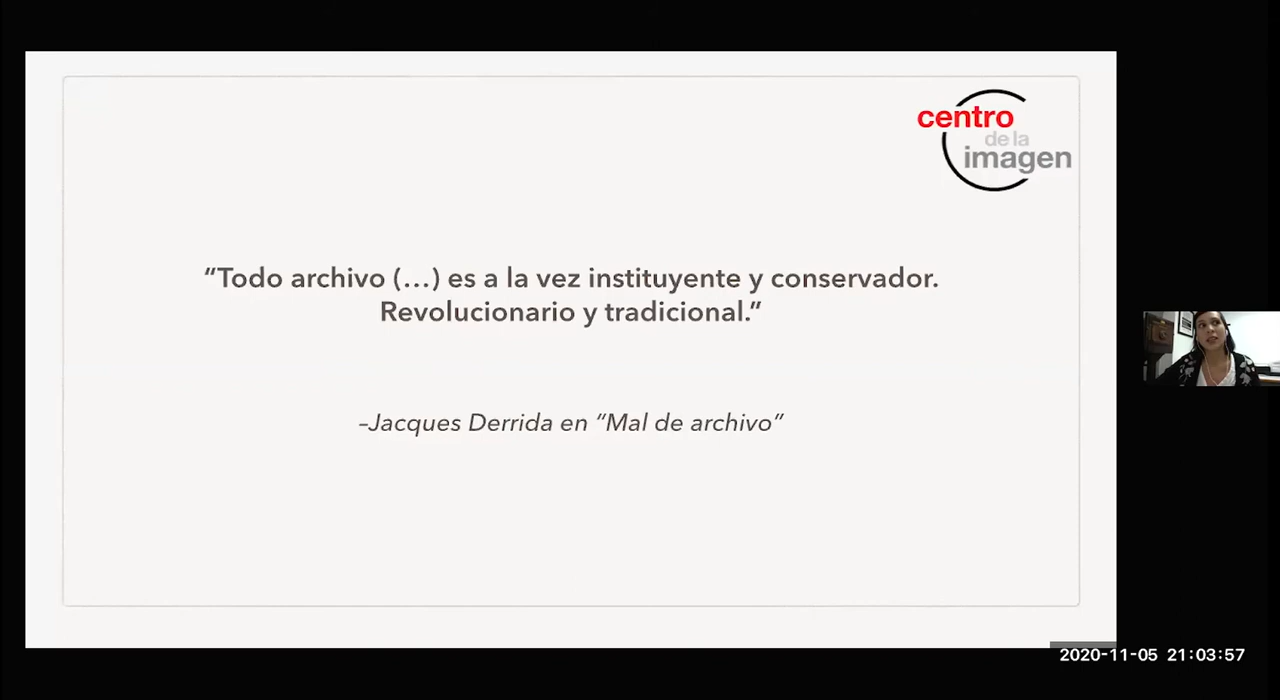 centro
de la
imagen
“Todo archivo (…) es a la vez instituyente y conservador.
Revolucionario y tradicional.”
–Jacques Derrida en “Mal de archivo”
2020-11-05 21:03:57